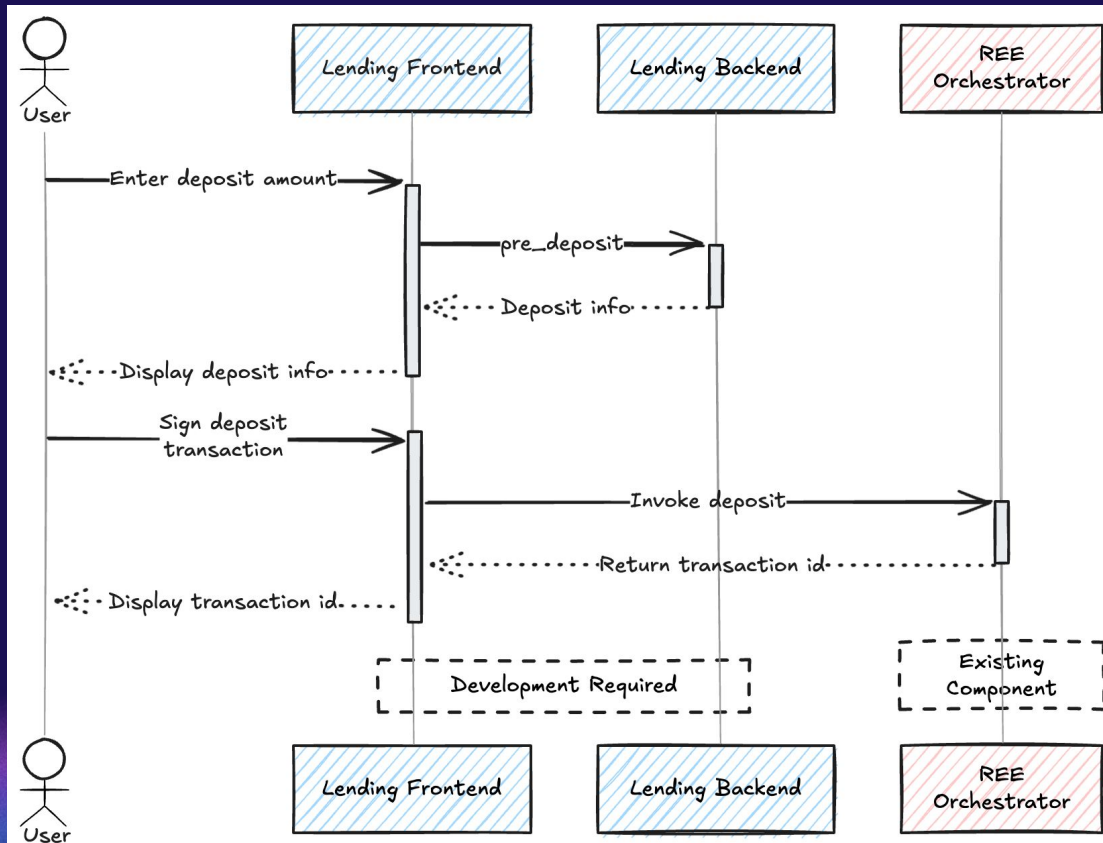 User
Lending Frontend
Lending Backend
REE
Orchestrator
Enter deposit amount
pre_deposit
Deposit info
Display deposit info
Sign deposit
transaction
Invoke deposit
Return transaction id
Display transaction id
Development Required
Existing
Component
User
Lending Frontend
Lending Backend
REE
Orchestrator